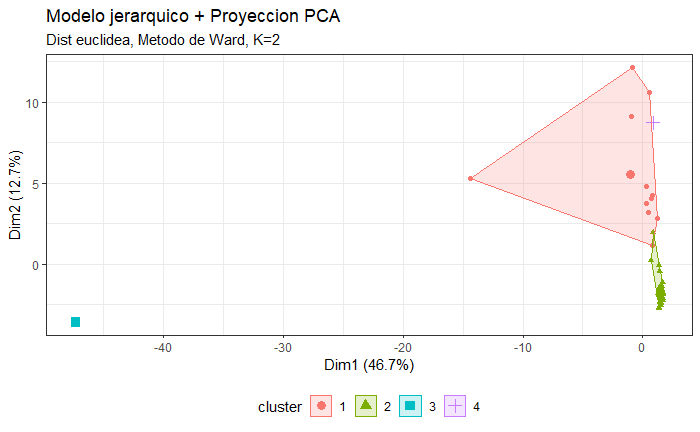 Modelo jerarquico + Proyeccion PCA
Dist euclidea, Metodo de Ward, K=2
10
5
0
Dim2 (12.7%)
-40 -30 -20 -10 0
Dim1 (46.7%)
cluster 1 2 3 4